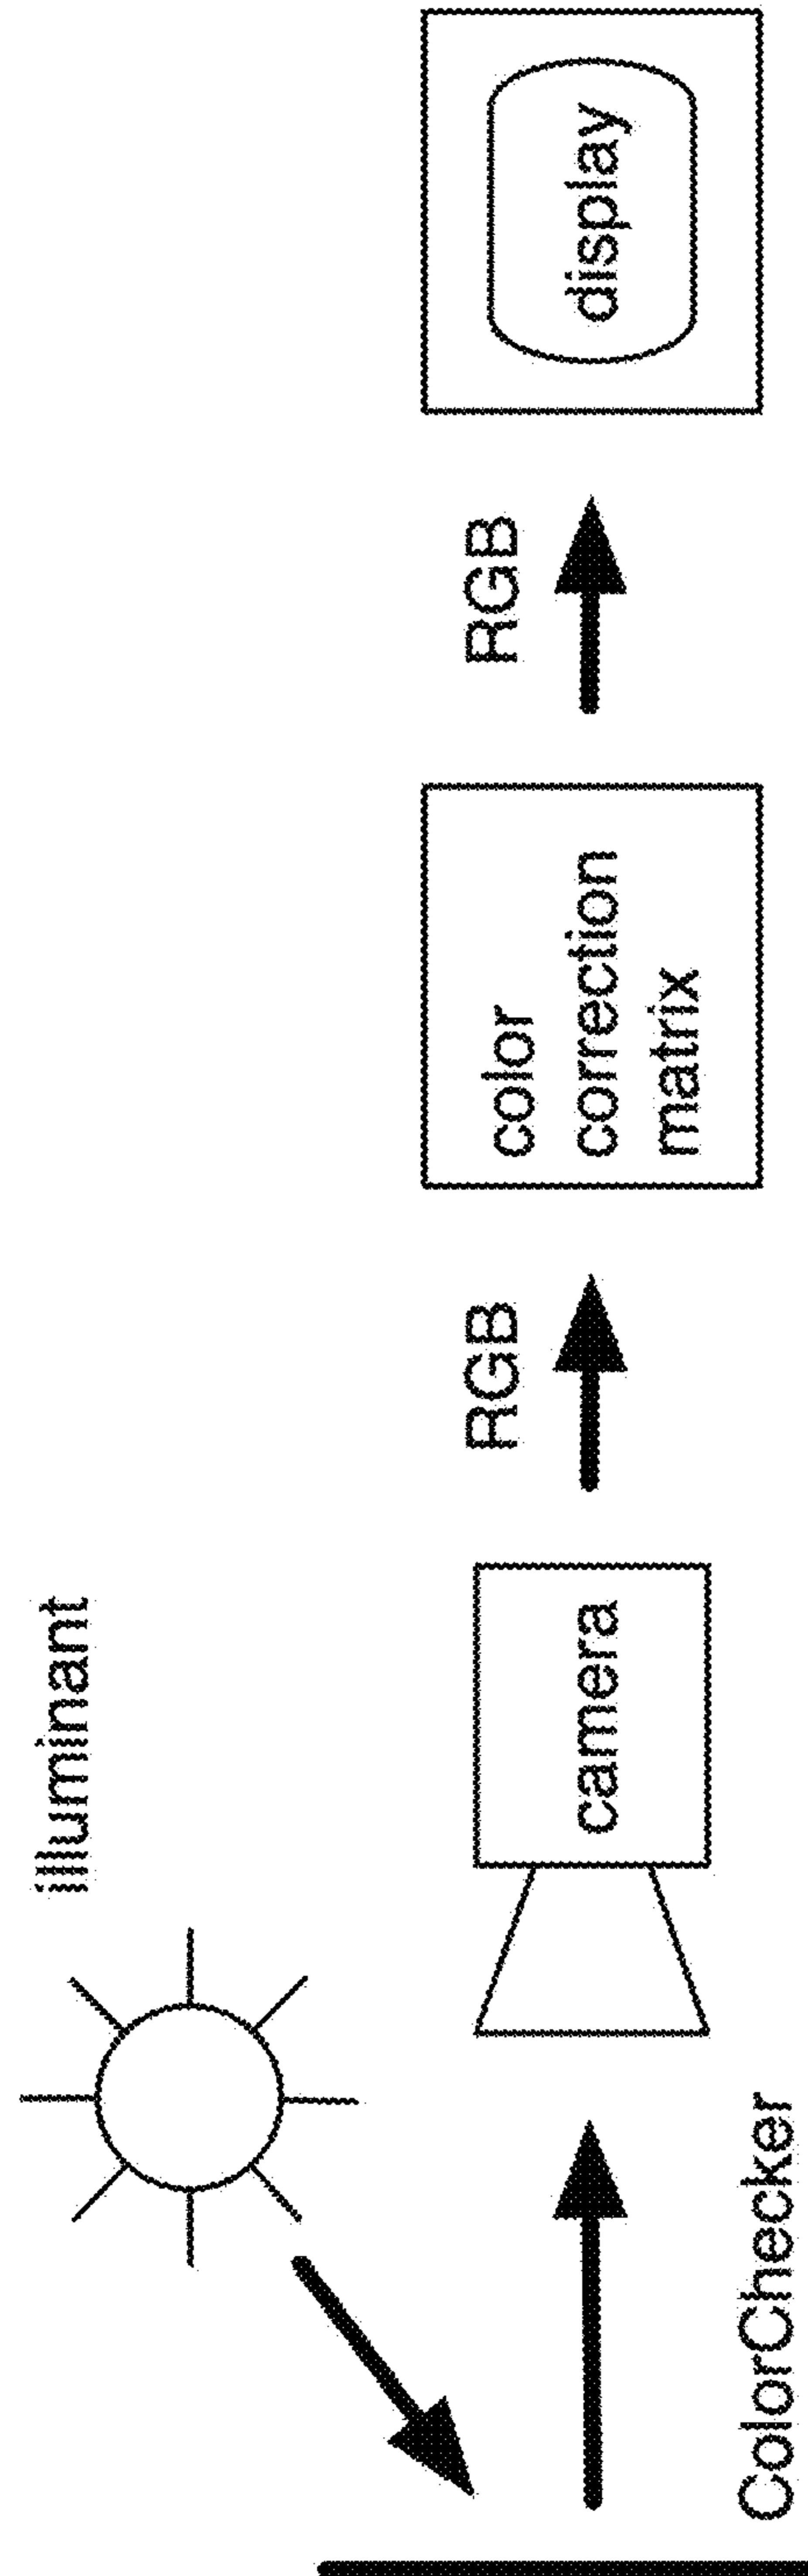 illuminant
ColorChecker
camera
RGB
color
correction
matrix
RGB
display